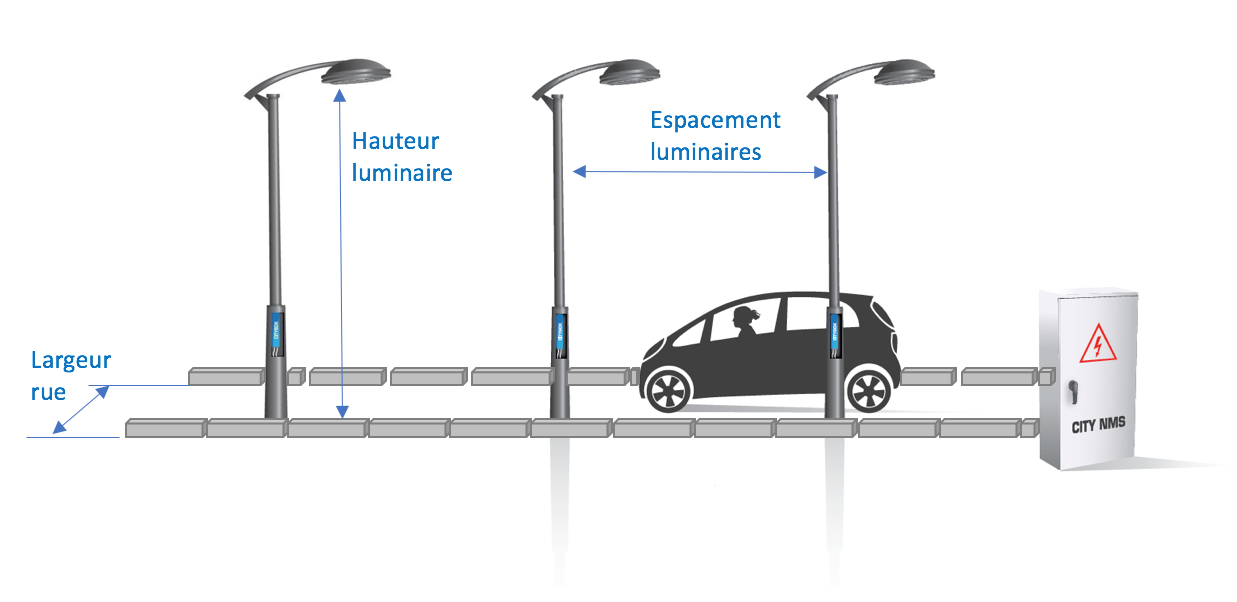 Hauteur
luminaire
Espacement
luminaires
Largeur
rue
CITY NMS